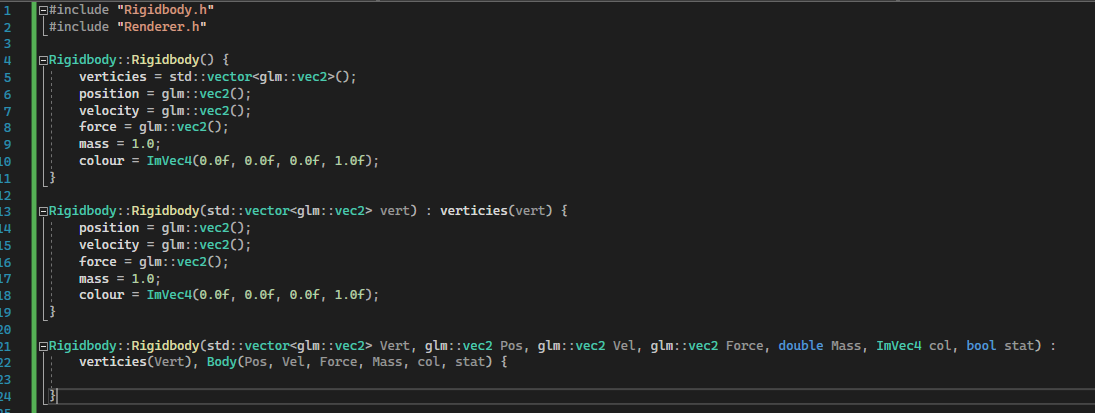 1 #include "Rigidbody.h"
2 #include "Renderer.h"
3
4 Rigidbody::Rigidbody() {
5     verticies = std::vector<glm::vec2>();
6     position = glm::vec2();
7     velocity = glm::vec2();
8     force = glm::vec2();
9     mass = 1.0;
10     colour = ImVec4(0.0f, 0.0f, 0.0f, 1.0f);
11 }
12
13 Rigidbody::Rigidbody(std::vector<glm::vec2> vert) : verticies(vert) {
14     position = glm::vec2();
15     velocity = glm::vec2();
16     force = glm::vec2();
17     mass = 1.0;
18     colour = ImVec4(0.0f, 0.0f, 0.0f, 1.0f);
19 }
20
21 Rigidbody::Rigidbody(std::vector<glm::vec2> Vert, glm::vec2 Pos, glm::vec2 Vel, glm::vec2 Force, double Mass, ImVec4 col, bool stat) :
22     verticies(Vert), Body(Pos, Vel, Force, Mass, col, stat) {
23
24 }
25